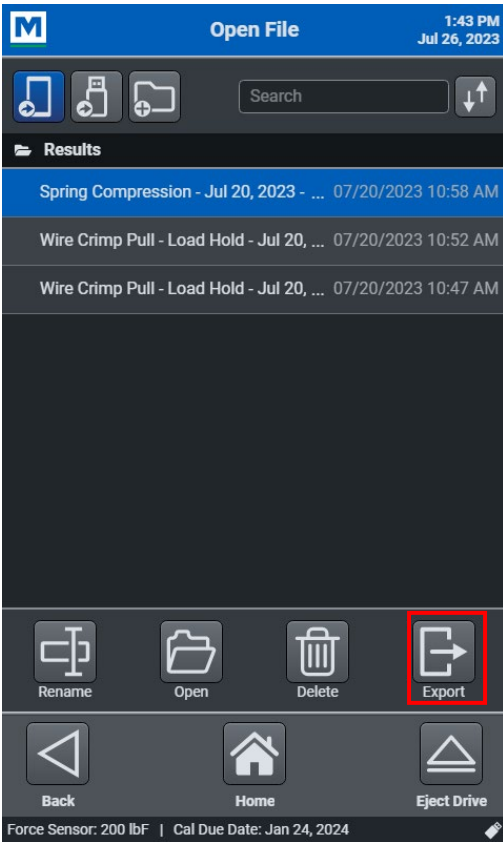 M
Open File
1:43 PM
Jul 26, 2023
Search
Results
Spring Compression - Jul 20, 2023 - ... 07/20/2023 10:58 AM
Wire Crimp Pull - Load Hold - Jul 20, ... 07/20/2023 10:52 AM
Wire Crimp Pull - Load Hold - Jul 20, ... 07/20/2023 10:47 AM
Rename Open Delete Export
Back Home Eject Drive
Force Sensor: 200 lbF | Cal Due Date: Jan 24, 2024